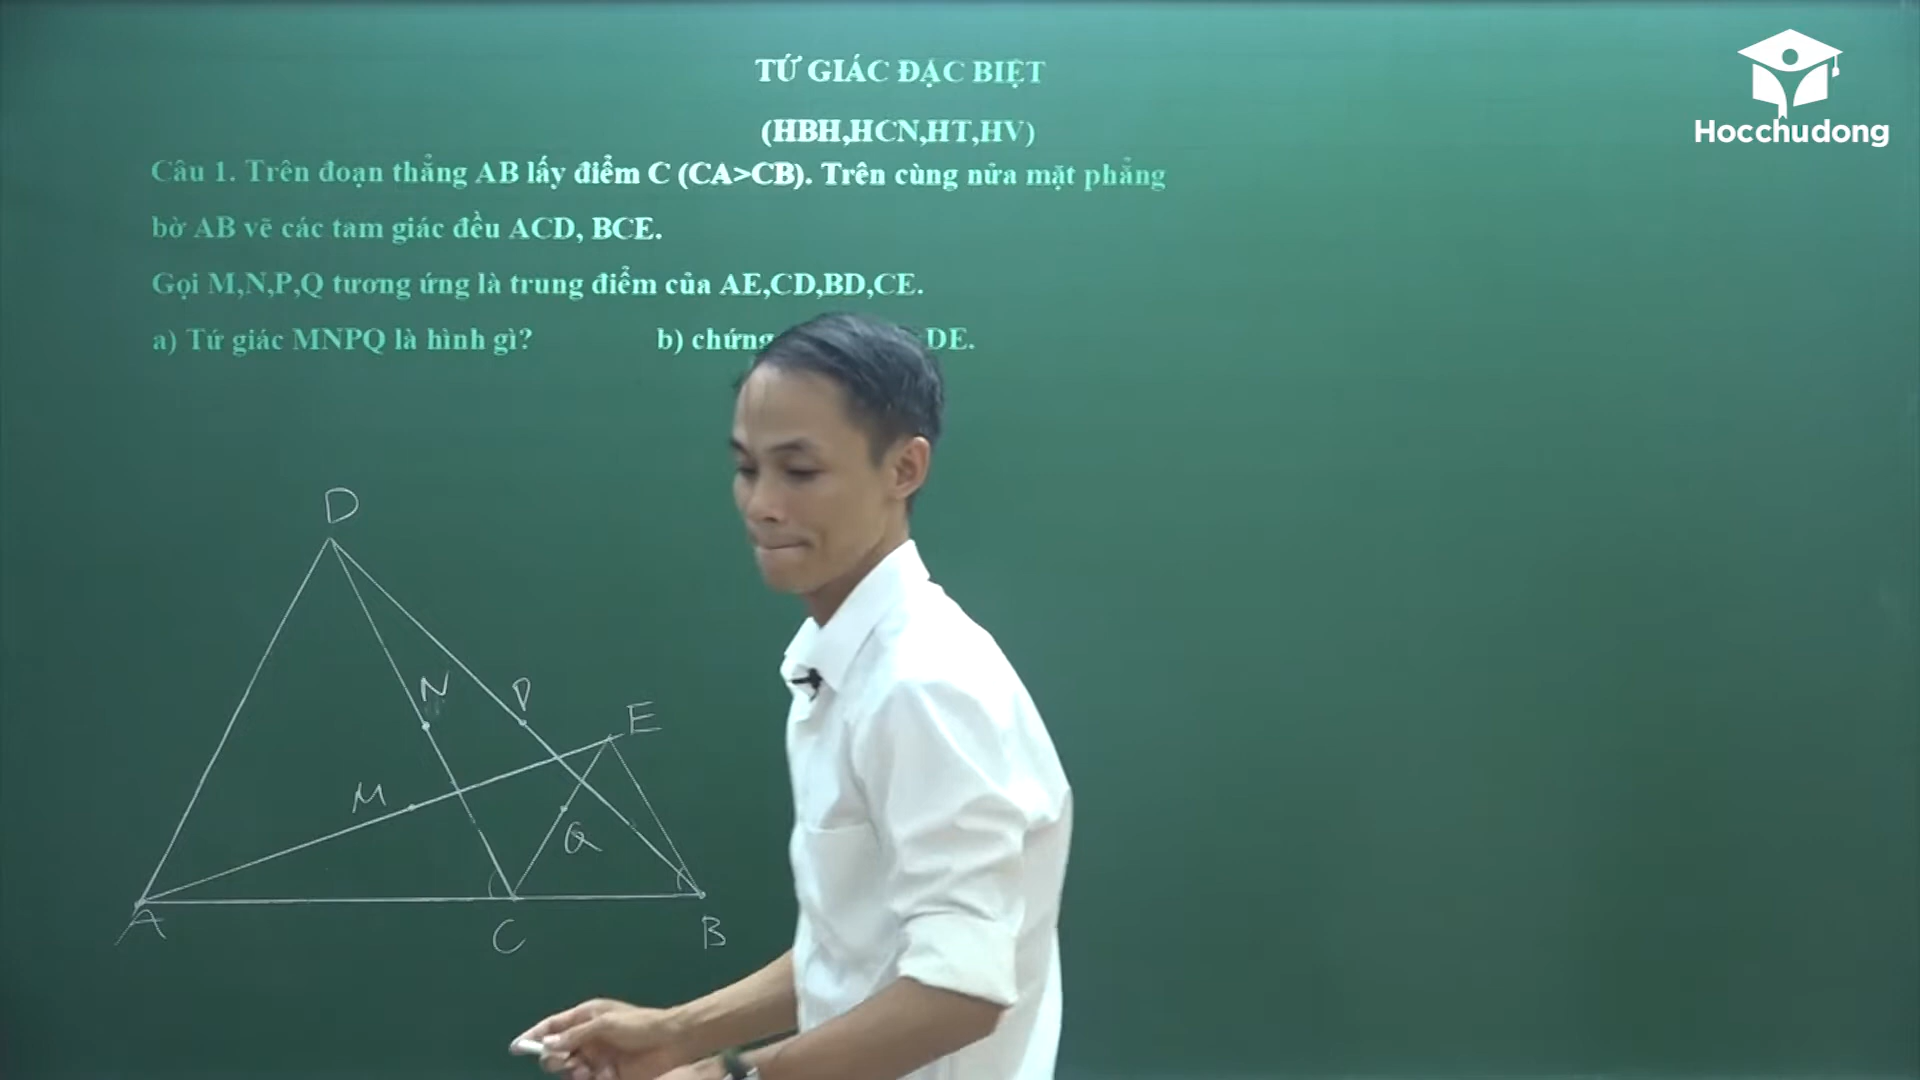 TỨ GIÁC ĐẶC BIỆT
(HBH,HCN,HT,HV)
Câu 1. Trên đoạn thẳng AB lấy điểm C (CA>CB). Trên cùng nửa mặt phẳng
bờ AB vẽ các tam giác đều ACD, BCE.
Gọi M,N,P,Q tương ứng là trung điểm của AE,CD,BD,CE.
a) Tứ giác MNPQ là hình gì? b) chứng DE.
Hocchudong
D
N P E
M
Q
A C B